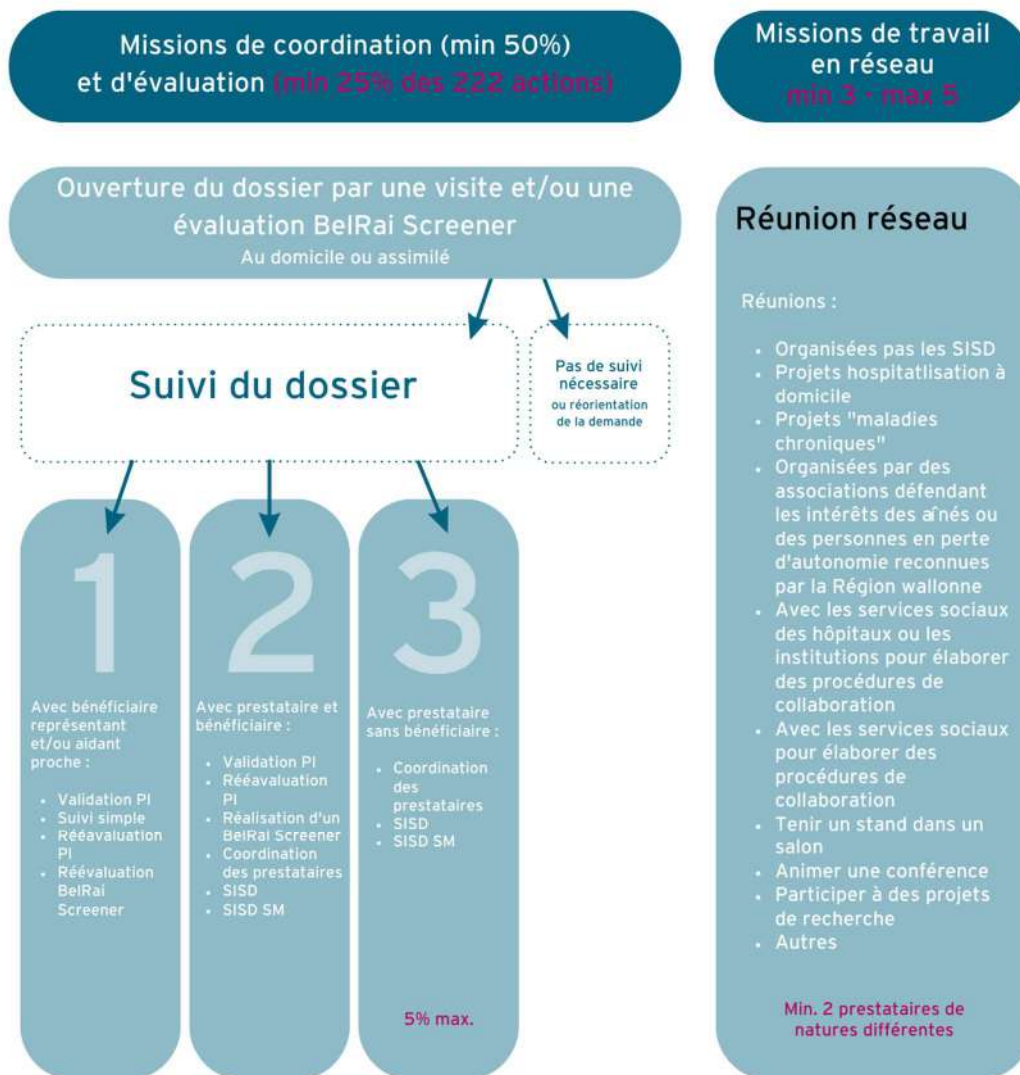 Missions de coordination (min 50%)
et d'évaluation (min 25% des 222 actions)
Missions de travail
en réseau
min 3 - max 5
Ouverture du dossier par une visite et/ou une
évaluation BelRai Screener
Au domicile ou assimilé
Suivi du dossier
Pas de suivi
nécessaire
ou réorientation
de la demande
1
Avec bénéficiaire
représentant
et/ou aidant
proche :
• Validation PI
• Suivi simple
• Rééavaluation
PI
• Réévaluation
BelRai
Screener
2
Avec prestataire et
bénéficiaire :
• Validation PI
• Rééavaluation
PI
• Réalisation d'un
BelRai Screener
• Coordination
des prestataires
• SISD
• SISD SM
3
Avec prestataire
sans bénéficiaire :
• Coordination
des
prestataires
• SISD
• SISD SM
5% max.
Réunion réseau
Réunions :
• Organisées pas les SISD
• Projets hospitatlisation à
domicile
• Projets "maladies
chroniques"
• Organisées par des
associations défendant
les intérêts des aînés ou
des personnes en perte
d'autonomie reconnues
par la Région wallonne
• Avec les services sociaux
des hôpitaux ou les
institutions pour élaborer
des procédures de
collaboration
• Avec les services sociaux
pour élaborer des
procédures de
collaboration
• Tenir un stand dans un
salon
• Animer une conférence
• Participer à des projets
de recherche
• Autres
Min. 2 prestataires de
natures différentes